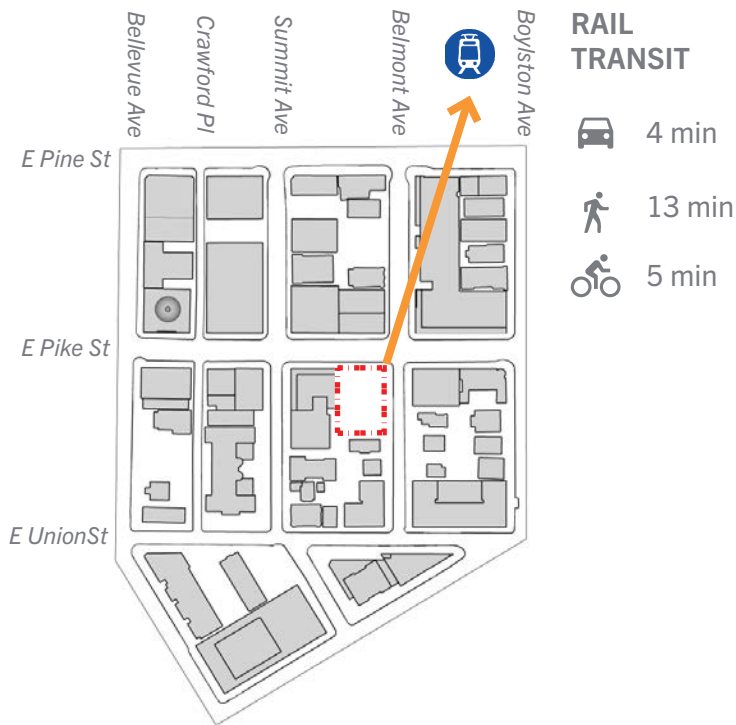 Bellevue Ave
Crawford Pl
Summit Ave
Belmont Ave
Boylston Ave
RAIL
TRANSIT
4 min
E Pine St
13 min
5 min
E Pike St
E UnionSt